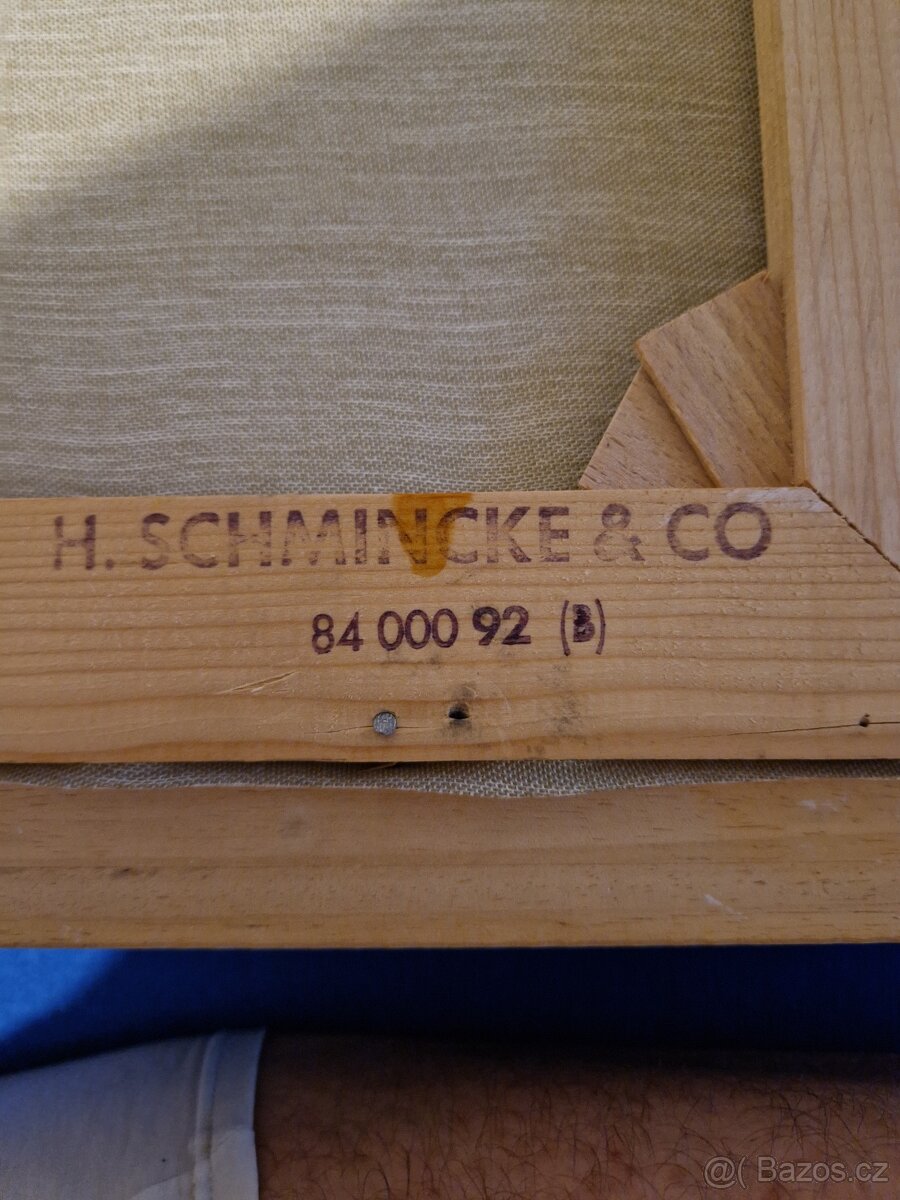 H. SCHMINCKE & CO
84 000 92 (B)
@( Bazos.cz